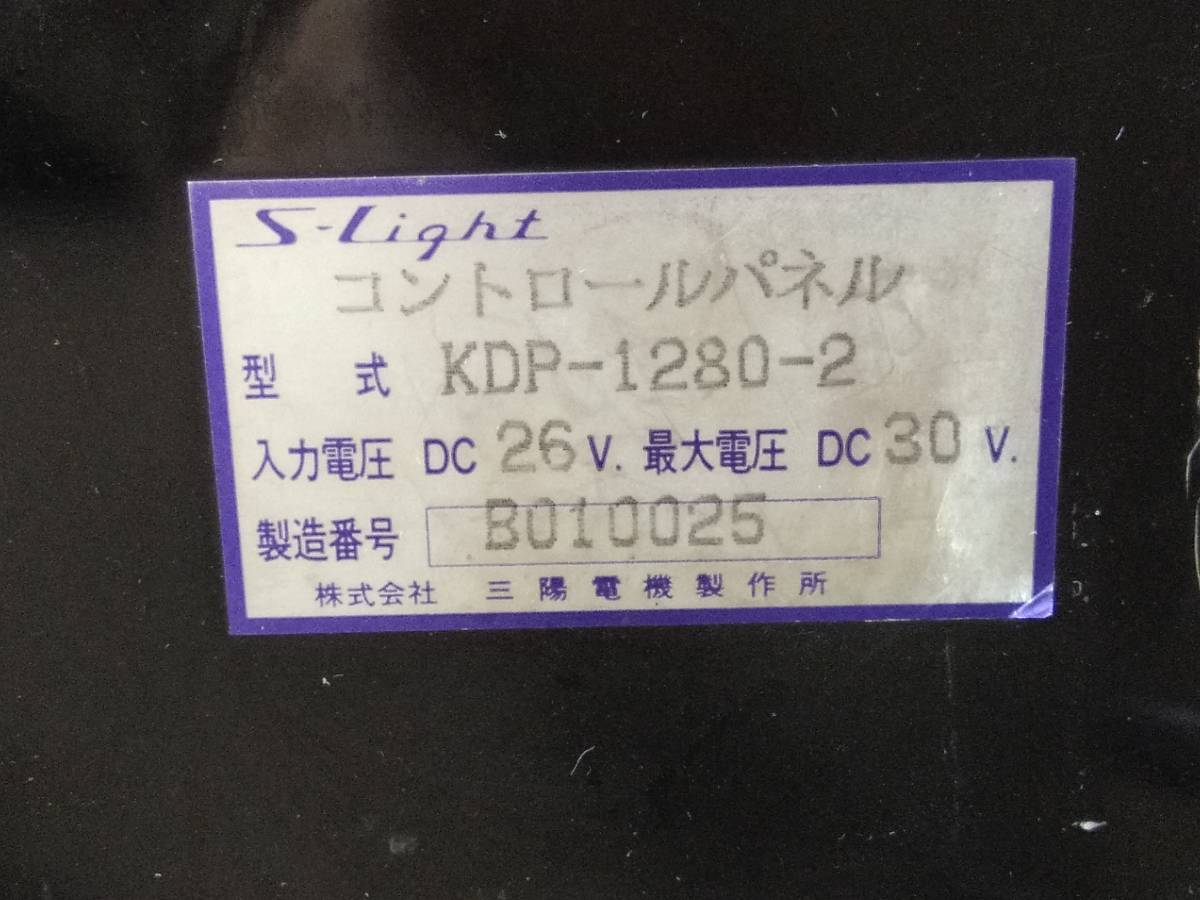 S-Light
コントロールパネル
型 式 KDP-1280-2
入力電圧 DC 26 V. 最大電圧 DC 30 V.
製造番号 B010025
株式会社 三陽電機製作所